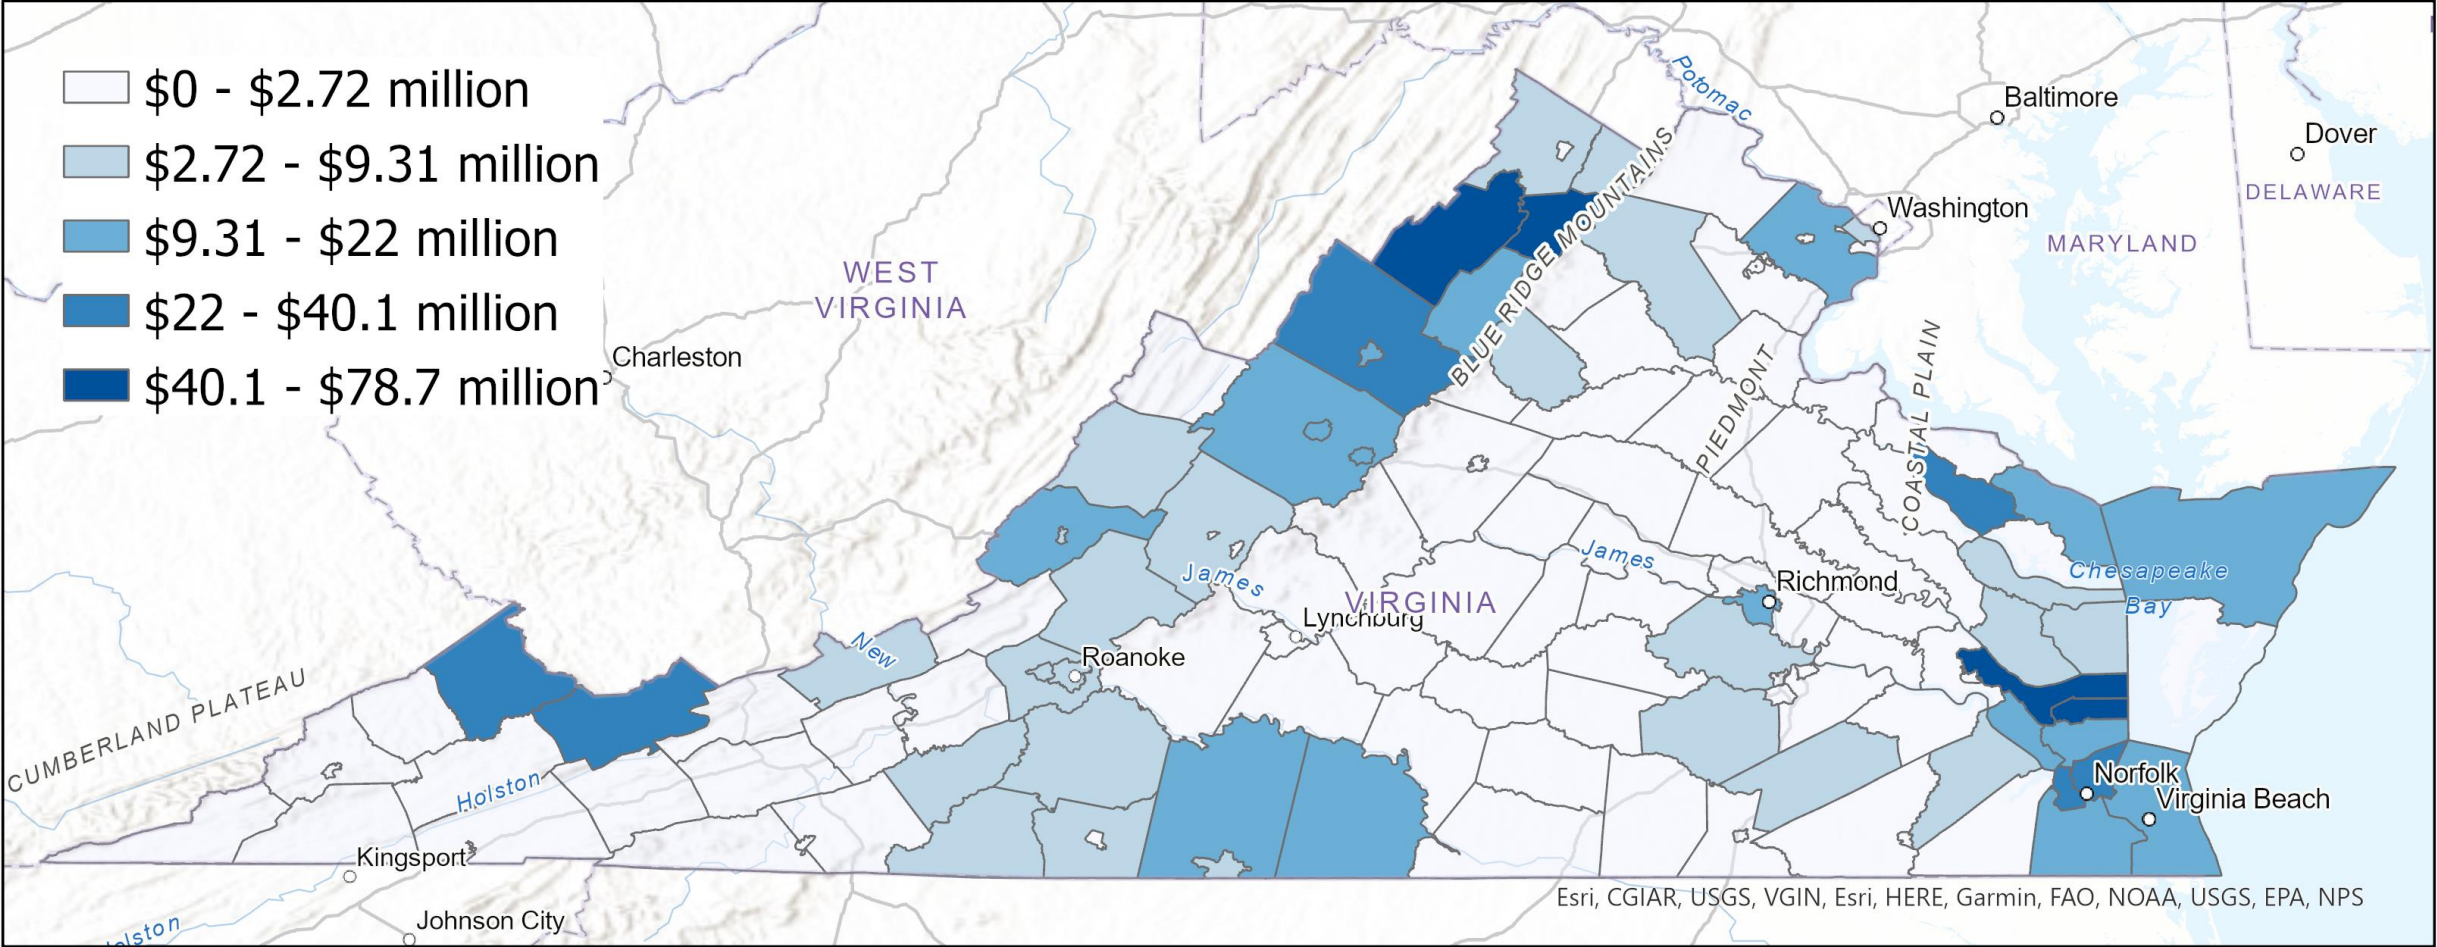 $0 - $2.72 million
$2.72 - $9.31 million
$9.31 - $22 million
$22 - $40.1 million
$40.1 - $78.7 million
Potomac
Baltimore
Dover
DELAWARE
Washington
MARYLAND
WEST
VIRGINIA
Charleston
BLUE RIDGE MOUNTAINS
PIEDMONT
COASTAL PLAIN
Chesapeake
Bay
James
James
Richmond
VIRGINIA
Lynchburg
New
Roanoke
CUMBERLAND PLATEAU
Holston
Norfolk
Virginia Beach
Kingsport
Johnson City
olston
Esri, CGIAR, USGS, VGIN, Esri, HERE, Garmin, FAO, NOAA, USGS, EPA, NPS